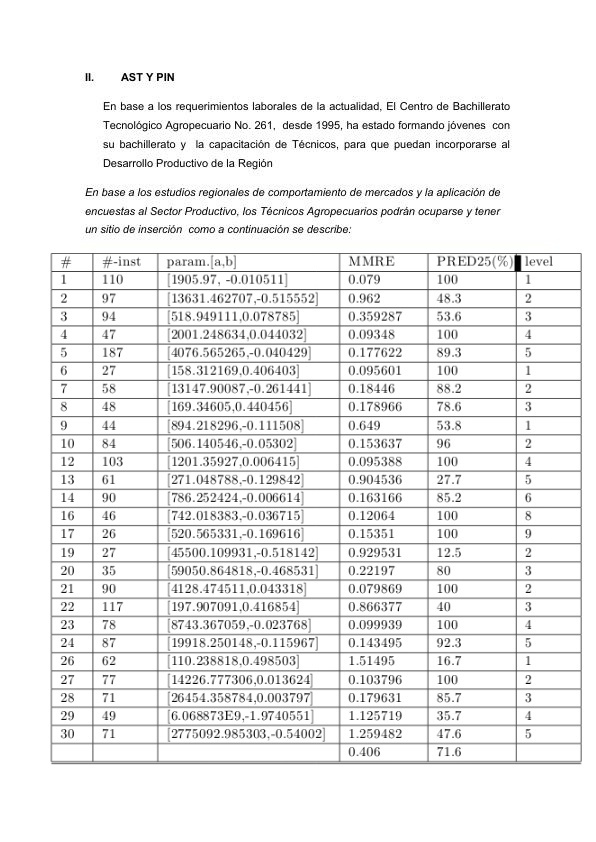 II. AST Y PIN
En base a los requerimientos laborales de la actualidad, El Centro de Bachillerato
Tecnológico Agropecuario No. 261, desde 1995, ha estado formando jóvenes con
su bachillerato y la capacitación de Técnicos, para que puedan incorporarse al
Desarrollo Productivo de la Región
En base a los estudios regionales de comportamiento de mercados y la aplicación de
encuestas al Sector Productivo, los Técnicos Agropecuarios podrán ocuparse y tener
un sitio de inserción como a continuación se describe:
# #-inst param.[a,b] MMRE PRED25(%) level
1 110 [1905.97, -0.010511] 0.079 100 1
2 97 [13631.462707,-0.515552] 0.962 48.3 2
3 94 [518.949111,0.078785] 0.359287 53.6 3
4 47 [2001.248634,0.044032] 0.09348 100 4
5 187 [4076.565265,-0.040429] 0.177622 89.3 5
6 27 [158.312169,0.406403] 0.095601 100 1
7 58 [13147.90087,-0.261441] 0.18446 88.2 2
8 48 [169.34605,0.440456] 0.178966 78.6 3
9 44 [894.218296,-0.111508] 0.649 53.8 1
10 84 [506.140546,-0.05302] 0.153637 96 2
12 103 [1201.35927,0.006415] 0.095388 100 4
13 61 [271.048788,-0.129842] 0.904536 27.7 5
14 90 [786.252424,-0.006614] 0.163166 85.2 6
16 46 [742.018383,-0.036715] 0.12064 100 8
17 26 [520.565331,-0.169616] 0.15351 100 9
19 27 [45500.109931,-0.518142] 0.929531 12.5 2
20 35 [59050.864818,-0.468531] 0.22197 80 3
21 90 [4128.474511,0.043318] 0.079869 100 2
22 117 [197.907091,0.416854] 0.866377 40 3
23 78 [8743.367059,-0.023768] 0.099939 100 4
24 87 [19918.250148,-0.115967] 0.143495 92.3 5
26 62 [110.238818,0.498503] 1.51495 16.7 1
27 77 [14226.777306,0.013624] 0.103796 100 2
28 71 [26454.358784,0.003797] 0.179631 85.7 3
29 49 [6.068873E9,-1.9740551] 1.125719 35.7 4
30 71 [2775092.985303,-0.54002] 1.259482 47.6 5
0.406 71.6